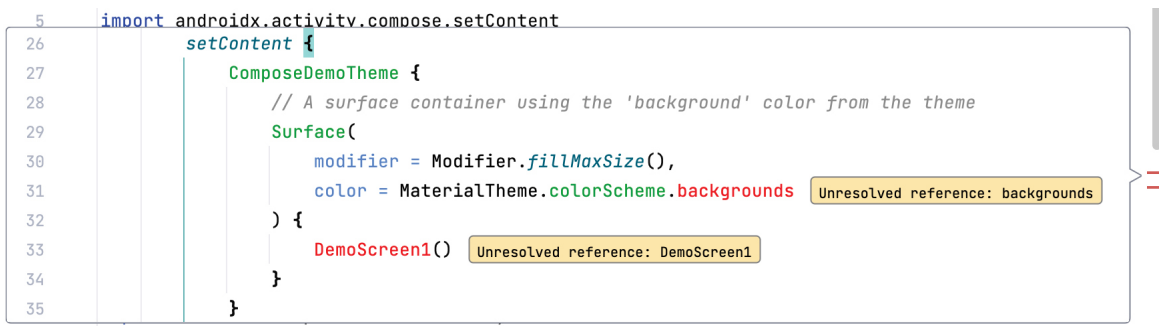 5 import androidx.activity.compose.setContent
26 setContent {
27 ComposeDemoTheme {
28 // A surface container using the 'background' color from the theme
29 Surface(
30 modifier = Modifier.fillMaxSize(),
31 color = MaterialTheme.colorScheme.backgrounds Unresolved reference: backgrounds
32 ) {
33 DemoScreen1() Unresolved reference: DemoScreen1
34 }
35 }